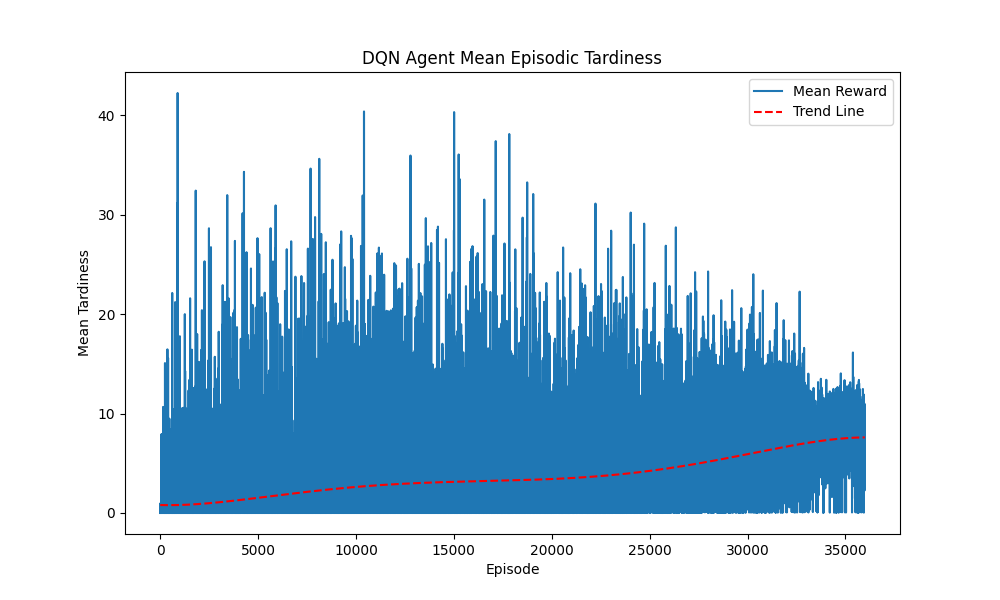 DQN Agent Mean Episodic Tardiness
Mean Reward
Trend Line
40
30
20
10
0
Mean Tardiness
0 5000 10000 15000 20000 25000 30000 35000
Episode